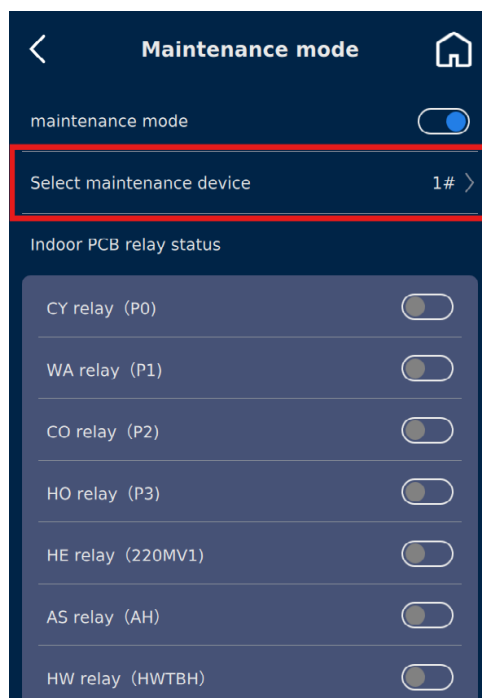 Maintenance mode
maintenance mode
Select maintenance device 1#
Indoor PCB relay status
CY relay（P0）
WA relay（P1）
CO relay（P2）
HO relay（P3）
HE relay（220MV1）
AS relay（AH）
HW relay（HWTBH）